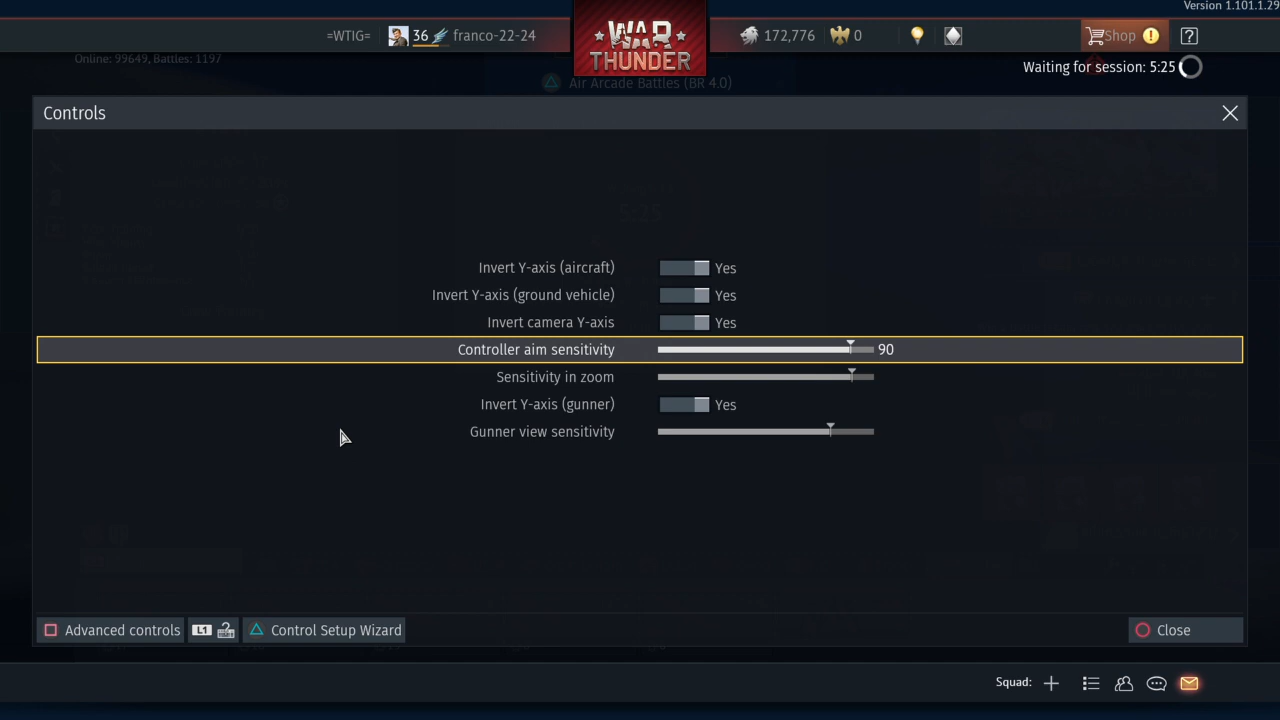 Version 1.101.1.29
=WTIG= 36 franco-22-24
WAR THUNDER
172,776 0
Shop
Online: 99649, Battles: 1197
Waiting for session: 5:25
Air Arcade Battles (BR 4.0)
Controls
5:25
Invert Y-axis (aircraft) Yes
Invert Y-axis (ground vehicle) Yes
Invert camera Y-axis Yes
Controller aim sensitivity 90
Sensitivity in zoom
Invert Y-axis (gunner) Yes
Gunner view sensitivity
Advanced controls L1 Control Setup Wizard Close
Squad: